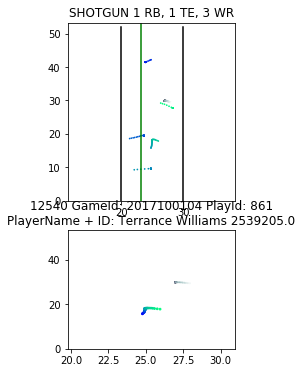 SHOTGUN 1 RB, 1 TE, 3 WR
50
40
30
20
10
0
20 30
12540 GameId: 2017100104 PlayId: 861
PlayerName + ID: Terrance Williams 2539205.0
40
20
0
20.0 22.5 25.0 27.5 30.0